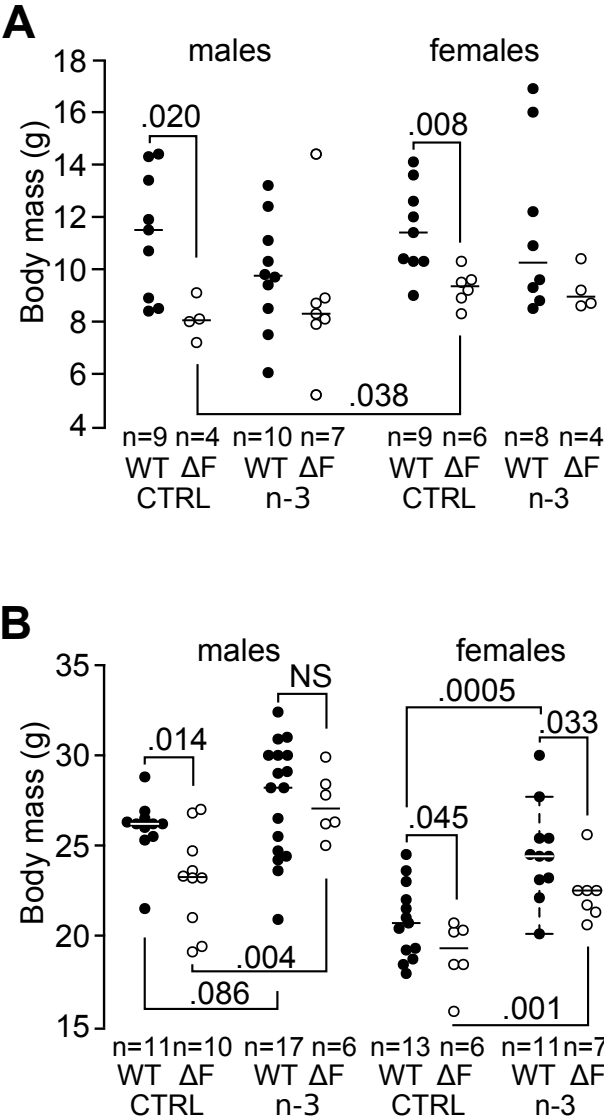 A
males females
Body mass (g)
18
16
14
12
10
8
6
4
.020
.008
.038
n=9 n=4 n=10 n=7 n=9 n=6 n=8 n=4
WT ΔF WT ΔF WT ΔF WT ΔF
CTRL n-3 CTRL n-3
B
males females
Body mass (g)
35
30
25
20
15
NS
.0005
.014
.033
.045
.004
.086
.001
n=11 n=10 n=17 n=6 n=13 n=6 n=11 n=7
WT ΔF WT ΔF WT ΔF WT ΔF
CTRL n-3 CTRL n-3